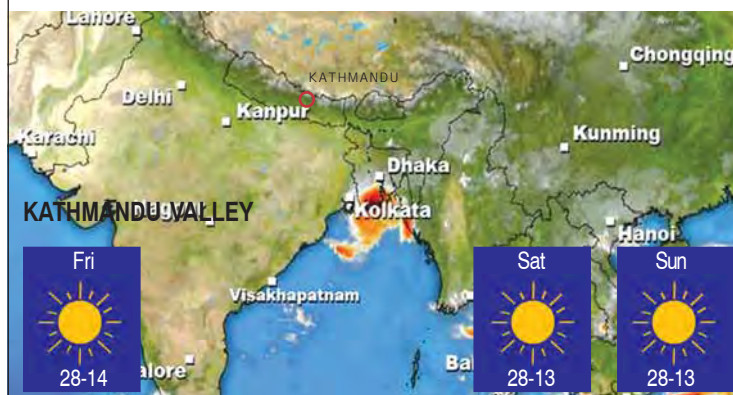 Lahore
Chongqing
KATHMANDU
Delhi
Kanpur
Karachi
Kunming
Dhaka
KATHMANDU VALLEY
Kolkata
Hanoi
Fri
Sat
Sun
Visakhapatnam
28-14
28-13
28-13